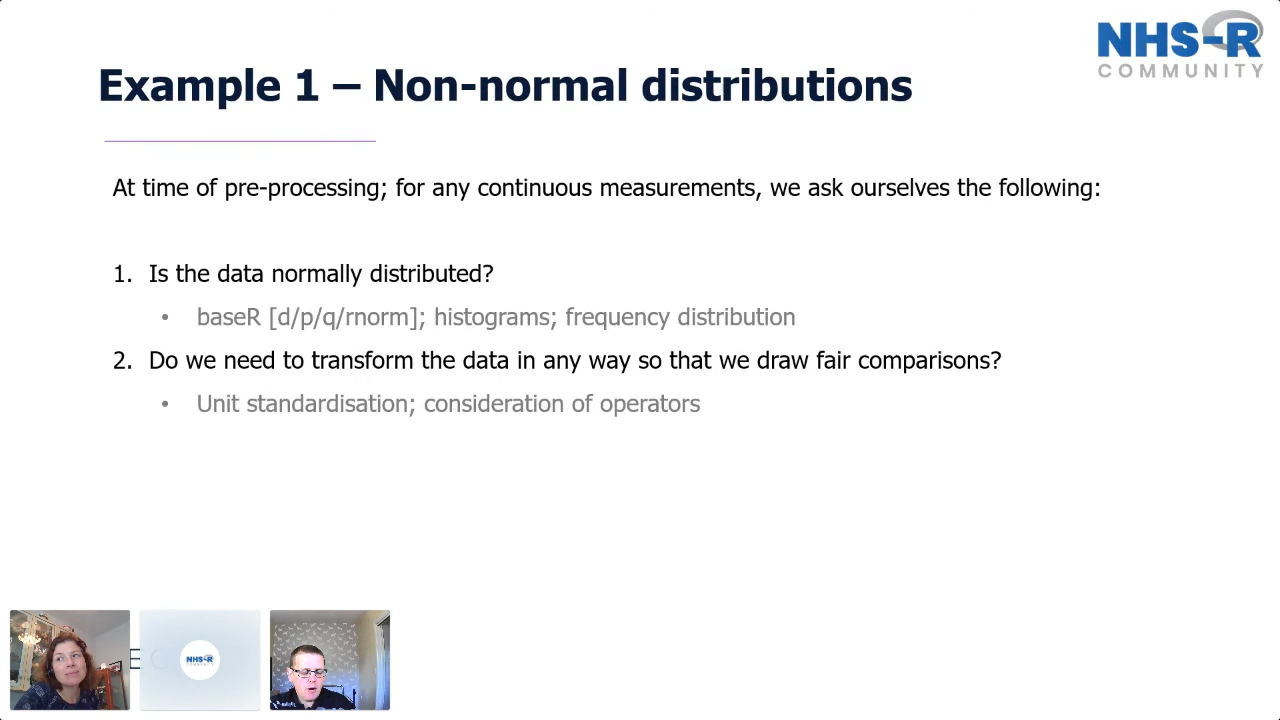 NHS-R
COMMUNITY
Example 1 – Non-normal distributions
At time of pre-processing; for any continuous measurements, we ask ourselves the following:
1. Is the data normally distributed?
• baseR [d/p/q/rnorm]; histograms; frequency distribution
2. Do we need to transform the data in any way so that we draw fair comparisons?
• Unit standardisation; consideration of operators
NHS-R
COMMUNITY